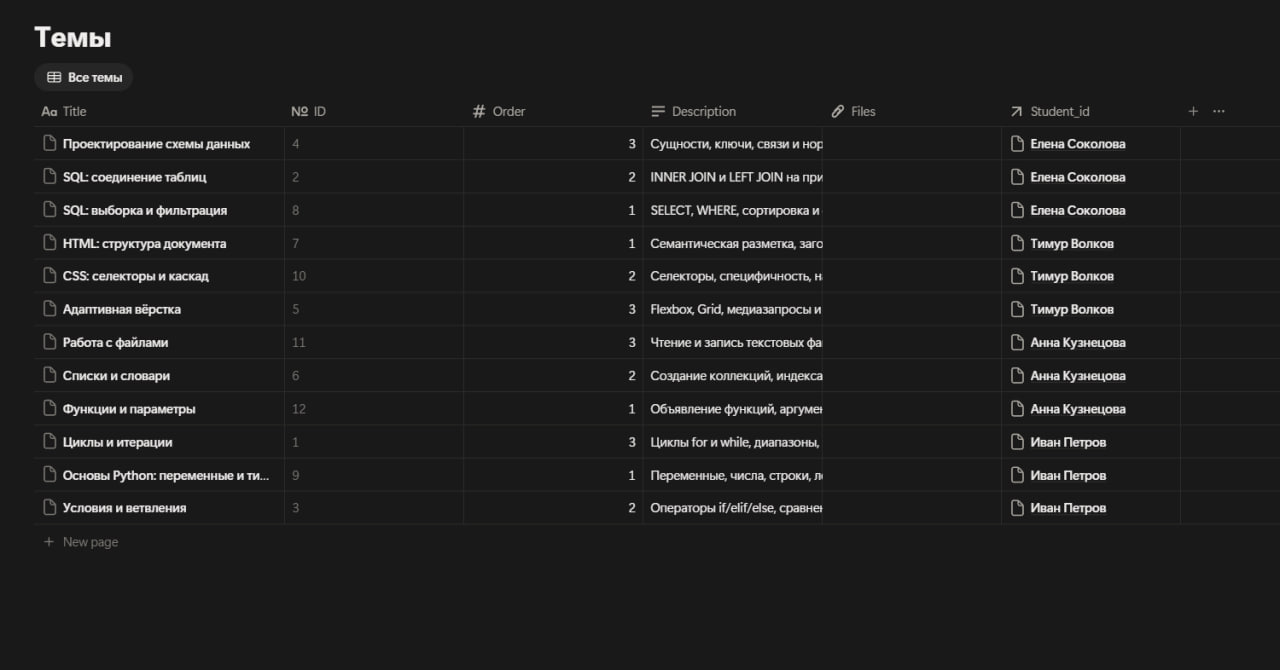 Темы
Все темы
Aa Title № ID # Order Description Files Student_id + ...
Проектирование схемы данных 4 3 Сущности, ключи, связи и нор Елена Соколова
SQL: соединение таблиц 2 2 INNER JOIN и LEFT JOIN на при Елена Соколова
SQL: выборка и фильтрация 8 1 SELECT, WHERE, сортировка и Елена Соколова
HTML: структура документа 7 1 Семантическая разметка, заго Тимур Волков
CSS: селекторы и каскад 10 2 Селекторы, специфичность, н Тимур Волков
Адаптивная вёрстка 5 3 Flexbox, Grid, медиазапросы и Тимур Волков
Работа с файлами 11 3 Чтение и запись текстовых фа Анна Кузнецова
Списки и словари 6 2 Создание коллекций, индекса Анна Кузнецова
Функции и параметры 12 1 Объявление функций, аргумен Анна Кузнецова
Циклы и итерации 1 3 Циклы for и while, диапазоны, Иван Петров
Основы Python: переменные и ти... 9 1 Переменные, числа, строки, ло Иван Петров
Условия и ветвления 3 2 Операторы if/elif/else, сравнен Иван Петров
+ New page